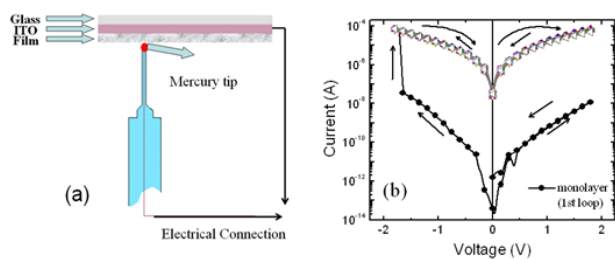 Glass
ITO
Film
Mercury tip
(a)
Electrical Connection
Current (A)
10⁻⁴
10⁻⁶
10⁻⁸
10⁻¹⁰
10⁻¹²
10⁻¹⁴
(b)
monolayer
(1st loop)
-2 -1 0 1 2
Voltage (V)